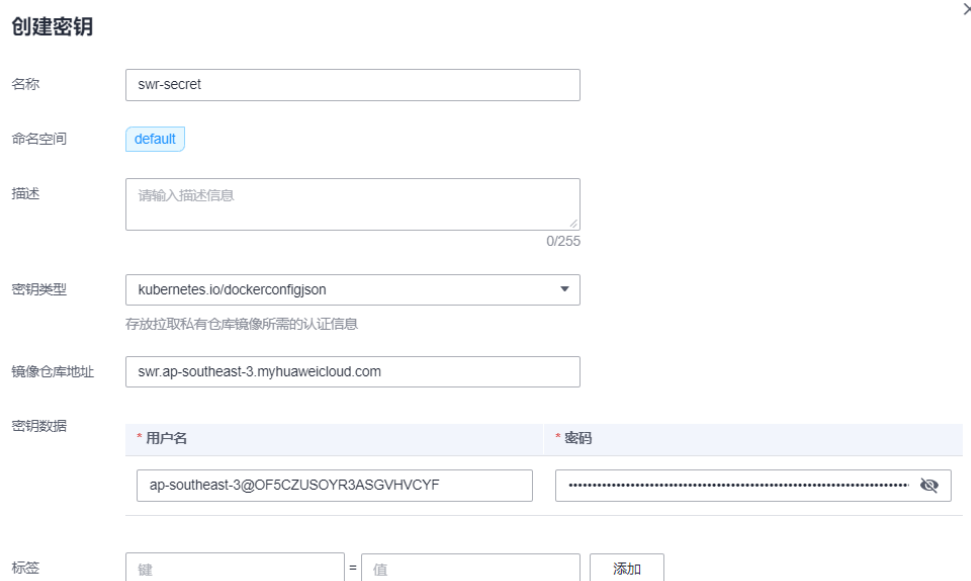 创建密钥
名称 swr-secret
命名空间 default
描述 请输入描述信息
0/255
密钥类型 kubernetes.io/dockerconfigjson
存放拉取私有仓库镜像所需的认证信息
镜像仓库地址 swr.ap-southeast-3.myhuaweicloud.com
密钥数据
* 用户名 * 密码
ap-southeast-3@OF5CZUSOYR3ASGVHVCYF
标签 键 = 值 添加